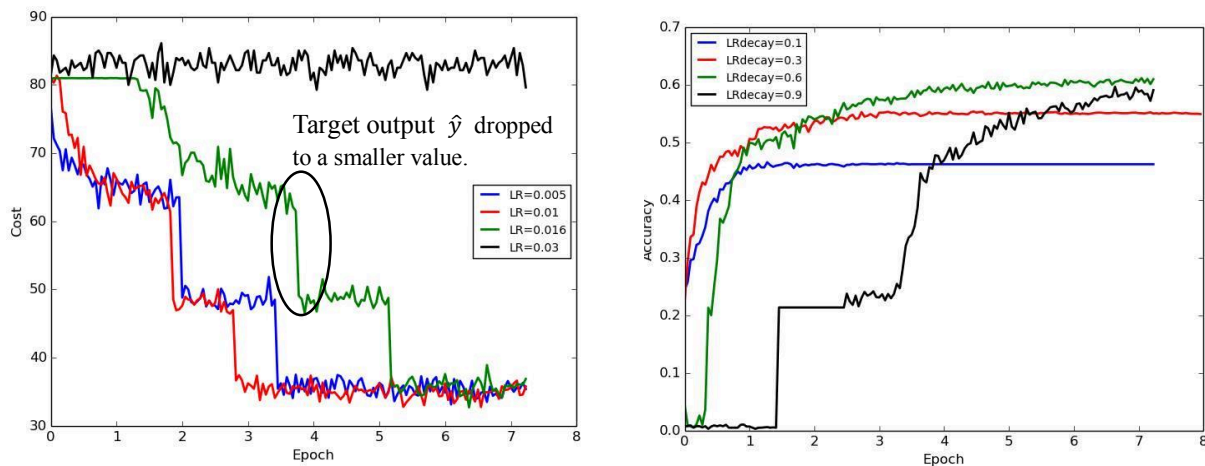 90
80
70
60
50
40
30
Cost
0 1 2 3 4 5 6 7 8
Epoch
Target output ŷ dropped
to a smaller value.
LR=0.005
LR=0.01
LR=0.016
LR=0.03
0.7
0.6
0.5
0.4
0.3
0.2
0.1
0.0
Accuracy
0 1 2 3 4 5 6 7 8
Epoch
LRdecay=0.1
LRdecay=0.3
LRdecay=0.6
LRdecay=0.9